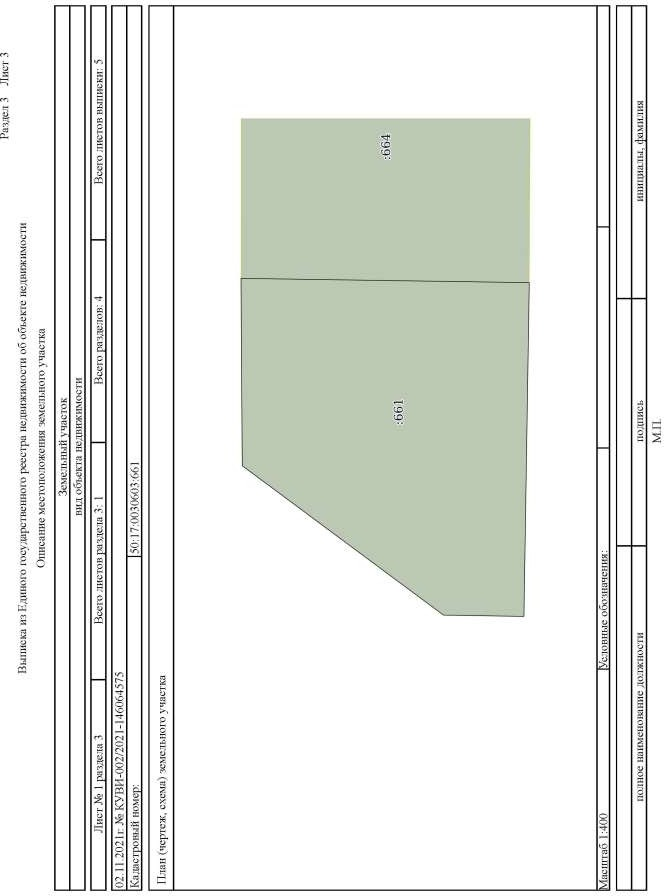 Раздел 3 Лист 3
Выписка из Единого государственного реестра недвижимости об объекте недвижимости
Описание местоположения земельного участка
Земельный участок
вид объекта недвижимости
Лист № 1 раздела 3 Всего листов раздела 3: 1 Всего разделов: 4 Всего листов выписки: 5
02.11.2021г. № КУВИ-002/2021-146064575
Кадастровый номер: 50:17:0030603:661
План (чертеж, схема) земельного участка
:664
:661
Масштаб 1:400 Условные обозначения:
полное наименование должности подпись инициалы, фамилия
М.П.